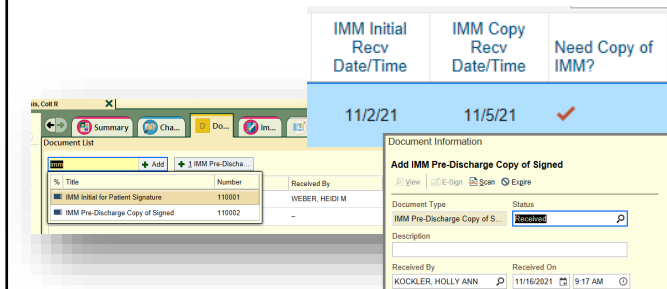 IMM Initial Recv Date/Time
IMM Copy Recv Date/Time
Need Copy of IMM?
11/2/21 11/5/21
Colt R X
Summary Cha... D Do... Im...
Document List
imm + Add + 1 IMM Pre-Discha...
% Title Number Received By
IMM Initial for Patient Signature 110001 WEBER, HEIDI M
IMM Pre-Discharge Copy of Signed 110002 –
Document Information
Add IMM Pre-Discharge Copy of Signed
View E-Sign Scan Expire
Document Type Status
IMM Pre-Discharge Copy of S... Received
Description
Received By Received On
KOCKLER, HOLLY ANN 11/16/2021 9:17 AM